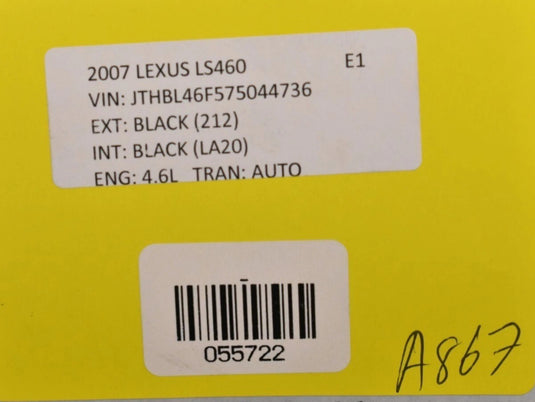 2007 LEXUS LS460 E1
VIN: JTHBL46F575044736
EXT: BLACK (212)
INT: BLACK (LA20)
ENG: 4.6L TRAN: AUTO
055722
A867